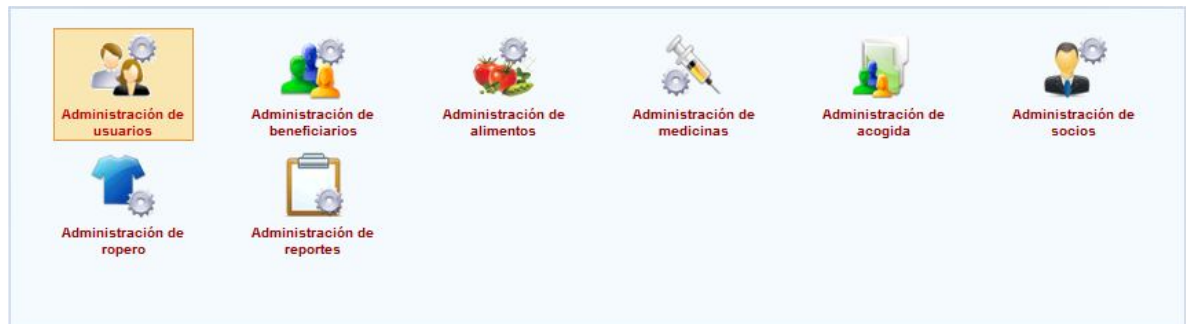 Administración de
usuarios
Administración de
beneficiarios
Administración de
alimentos
Administración de
medicinas
Administración de
acogida
Administración de
socios
Administración de
ropero
Administración de
reportes